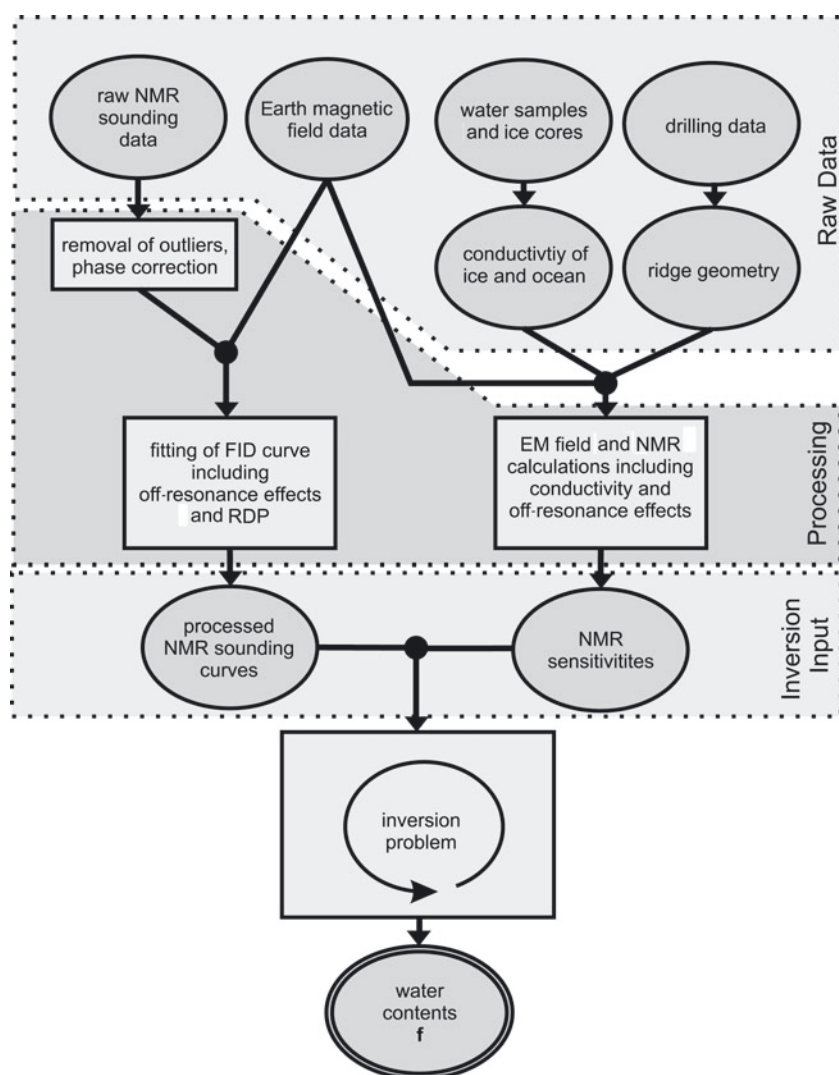 raw NMR
sounding
data
Earth magnetic
field data
water samples
and ice cores
drilling data
Raw Data
removal of outliers,
phase correction
conductivtiy of
ice and ocean
ridge geometry
fitting of FID curve
including
off-resonance effects
and RDP
EM field and NMR
calculations including
conductivity and
off-resonance effects
Processing
processed
NMR sounding
curves
NMR
sensitivitites
Inversion
Input
inversion
problem
water
contents
f